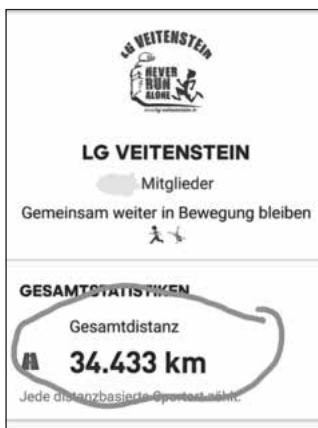 LG VEITENSTEIN
NEVER
RUN
ALONE
LG VEITENSTEIN
Mitglieder
Gemeinsam weiter in Bewegung bleiben
GESAMTSTATISTIKEN
Gesamtdistanz
34.433 km
Jede distanzbasierte Sportart zählt.